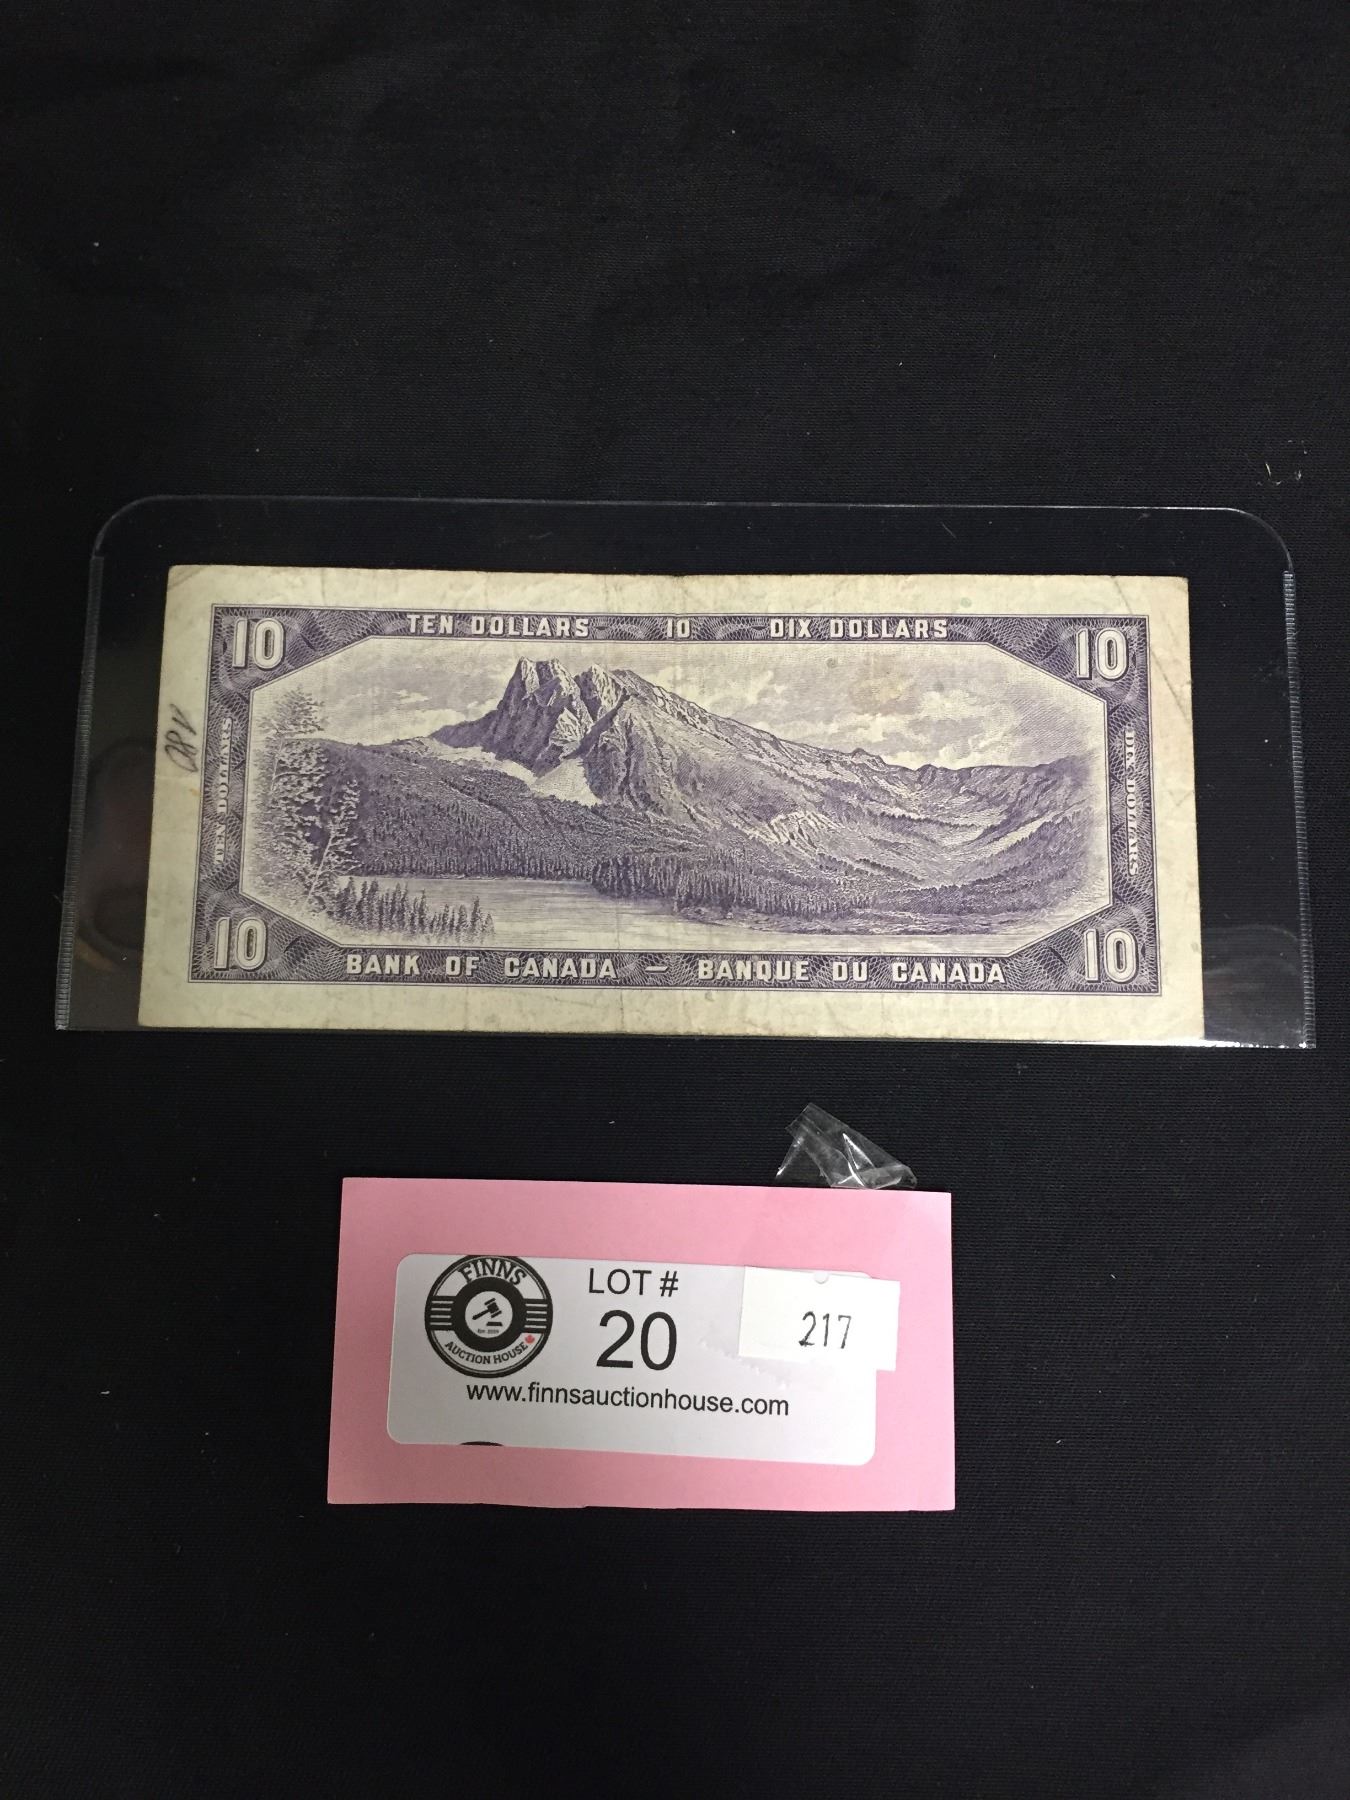 TEN DOLLARS 10 DIX DOLLARS
10 10
TEN DOLLARS
DIX DOLLARS
10 10
BANK OF CANADA — BANQUE DU CANADA
FINNS
AUCTION HOUSE
LOT #
20
217
www.finnsauctionhouse.com